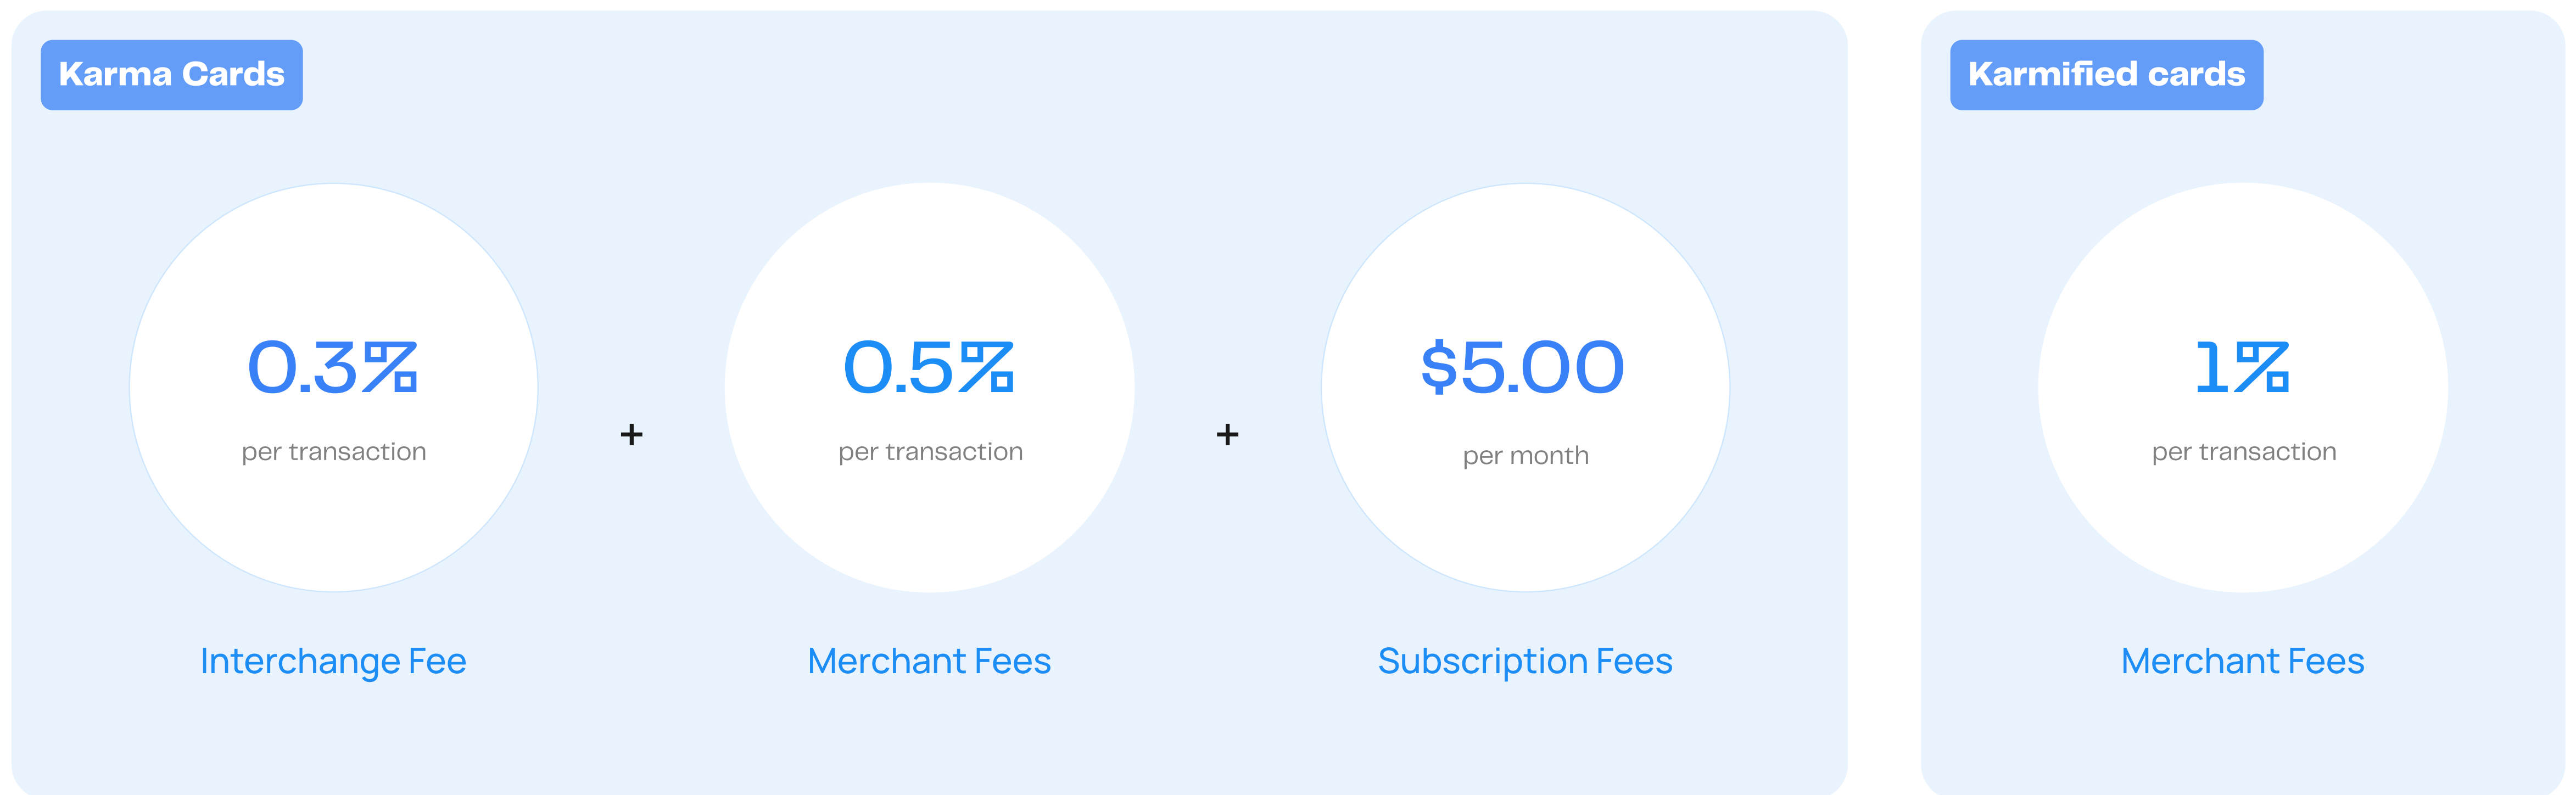 Karma Cards
0.3%
per transaction
Interchange Fee
+
0.5%
per transaction
Merchant Fees
+
$5.00
per month
Subscription Fees
Karmified cards
1%
per transaction
Merchant Fees